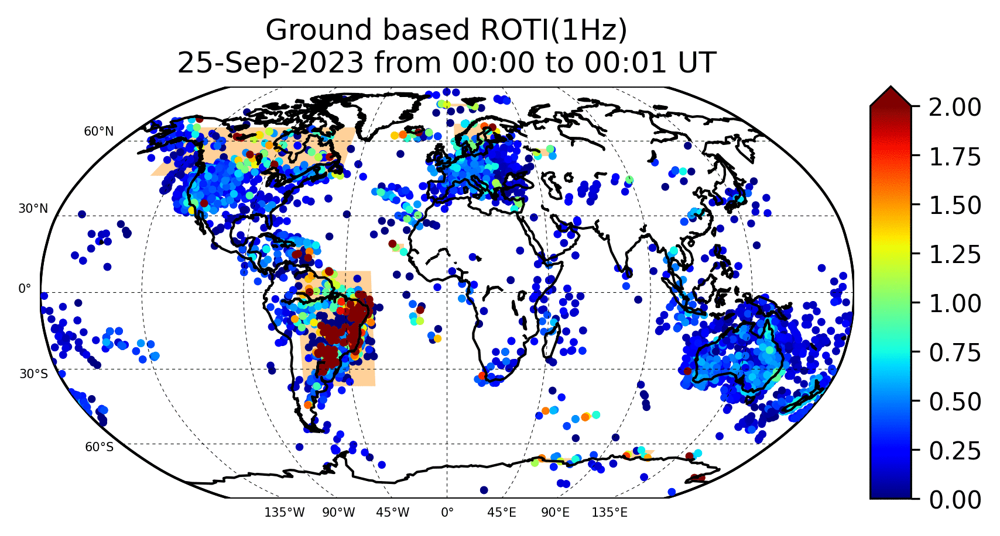 Ground based ROTI(1Hz)
25-Sep-2023 from 00:00 to 00:01 UT
60°N
30°N
0°
30°S
60°S
135°W 90°W 45°W 0° 45°E 90°E 135°E
2.00
1.75
1.50
1.25
1.00
0.75
0.50
0.25
0.00